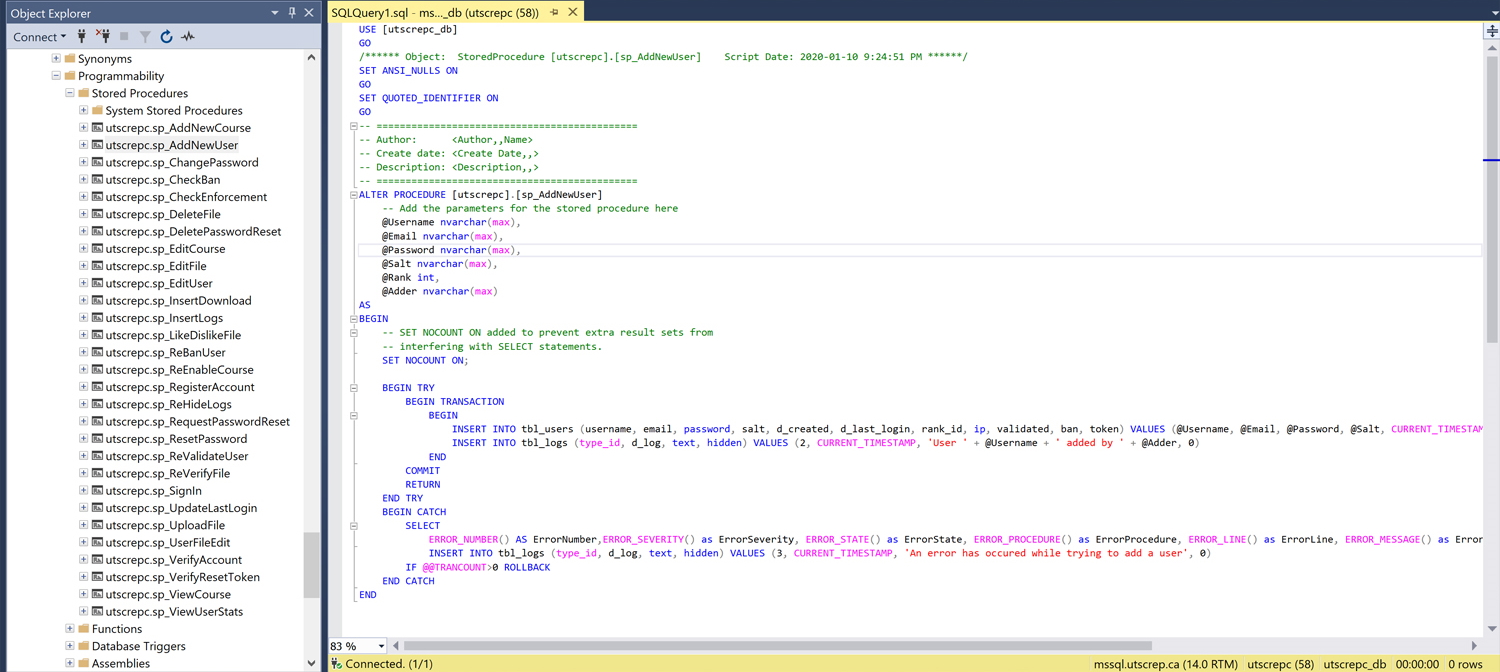 Object Explorer
Connect
Synonyms
Programmability
Stored Procedures
System Stored Procedures
utscrepc.sp_AddNewCourse
utscrepc.sp_AddNewUser
utscrepc.sp_ChangePassword
utscrepc.sp_CheckBan
utscrepc.sp_CheckEnforcement
utscrepc.sp_DeleteFile
utscrepc.sp_DeletePasswordReset
utscrepc.sp_EditCourse
utscrepc.sp_EditFile
utscrepc.sp_EditUser
utscrepc.sp_InsertDownload
utscrepc.sp_InsertLogs
utscrepc.sp_LikeDislikeFile
utscrepc.sp_ReBanUser
utscrepc.sp_ReEnableCourse
utscrepc.sp_RegisterAccount
utscrepc.sp_ReHideLogs
utscrepc.sp_RequestPasswordReset
utscrepc.sp_ResetPassword
utscrepc.sp_ReValidateUser
utscrepc.sp_ReVerifyFile
utscrepc.sp_SignIn
utscrepc.sp_UpdateLastLogin
utscrepc.sp_UploadFile
utscrepc.sp_UserFileEdit
utscrepc.sp_VerifyAccount
utscrepc.sp_VerifyResetToken
utscrepc.sp_ViewCourse
utscrepc.sp_ViewUserStats
Functions
Database Triggers
Assemblies
SQLQuery1.sql - ms..._db (utscrepc (58))
USE [utscrepc_db]
GO
/****** Object:  StoredProcedure [utscrepc].[sp_AddNewUser]    Script Date: 2020-01-10 9:24:51 PM ******/
SET ANSI_NULLS ON
GO
SET QUOTED_IDENTIFIER ON
GO
-- =============================================
-- Author:      <Author,,Name>
-- Create date: <Create Date,,>
-- Description: <Description,,>
-- =============================================
ALTER PROCEDURE [utscrepc].[sp_AddNewUser]
-- Add the parameters for the stored procedure here
@Username nvarchar(max),
@Email nvarchar(max),
@Password nvarchar(max),
@Salt nvarchar(max),
@Rank int,
@Adder nvarchar(max)
AS
BEGIN
-- SET NOCOUNT ON added to prevent extra result sets from
-- interfering with SELECT statements.
SET NOCOUNT ON;
BEGIN TRY
BEGIN TRANSACTION
BEGIN
INSERT INTO tbl_users (username, email, password, salt, d_created, d_last_login, rank_id, ip, validated, ban, token) VALUES (@Username, @Email, @Password, @Salt, CURRENT_TIMESTAM
INSERT INTO tbl_logs (type_id, d_log, text, hidden) VALUES (2, CURRENT_TIMESTAMP, 'User ' + @Username + ' added by ' + @Adder, 0)
END
COMMIT
RETURN
END TRY
BEGIN CATCH
SELECT
ERROR_NUMBER() AS ErrorNumber,ERROR_SEVERITY() as ErrorSeverity, ERROR_STATE() as ErrorState, ERROR_PROCEDURE() as ErrorProcedure, ERROR_LINE() as ErrorLine, ERROR_MESSAGE() as Error
INSERT INTO tbl_logs (type_id, d_log, text, hidden) VALUES (3, CURRENT_TIMESTAMP, 'An error has occured while trying to add a user', 0)
IF @@TRANCOUNT>0 ROLLBACK
END CATCH
END
83 %
Connected. (1/1)
mssql.utscrep.ca (14.0 RTM)
utscrepc (58)
utscrepc_db
00:00:00
0 rows